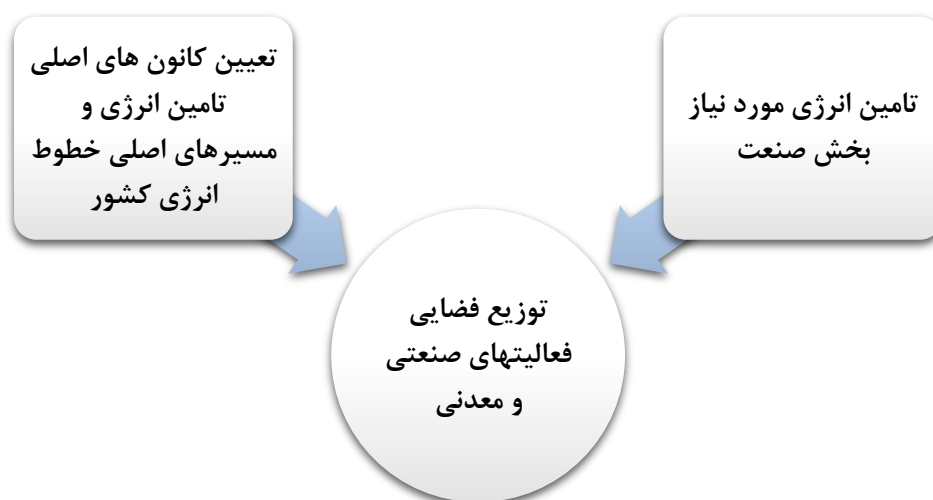 تامین انرژی مورد نیاز
بخش صنعت
تعیین کانون های اصلی
تامین انرژی و
مسیرهای اصلی خطوط
انرژی کشور
توزیع فضایی
فعالیتهای صنعتی
و معدنی